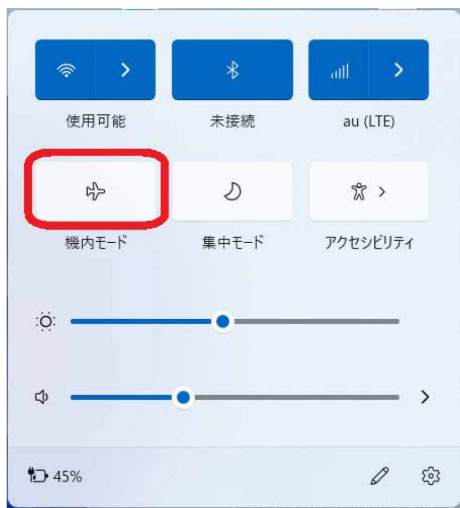 使用可能
未接続
au (LTE)
機内モード
集中モード
アクセシビリティ
45%